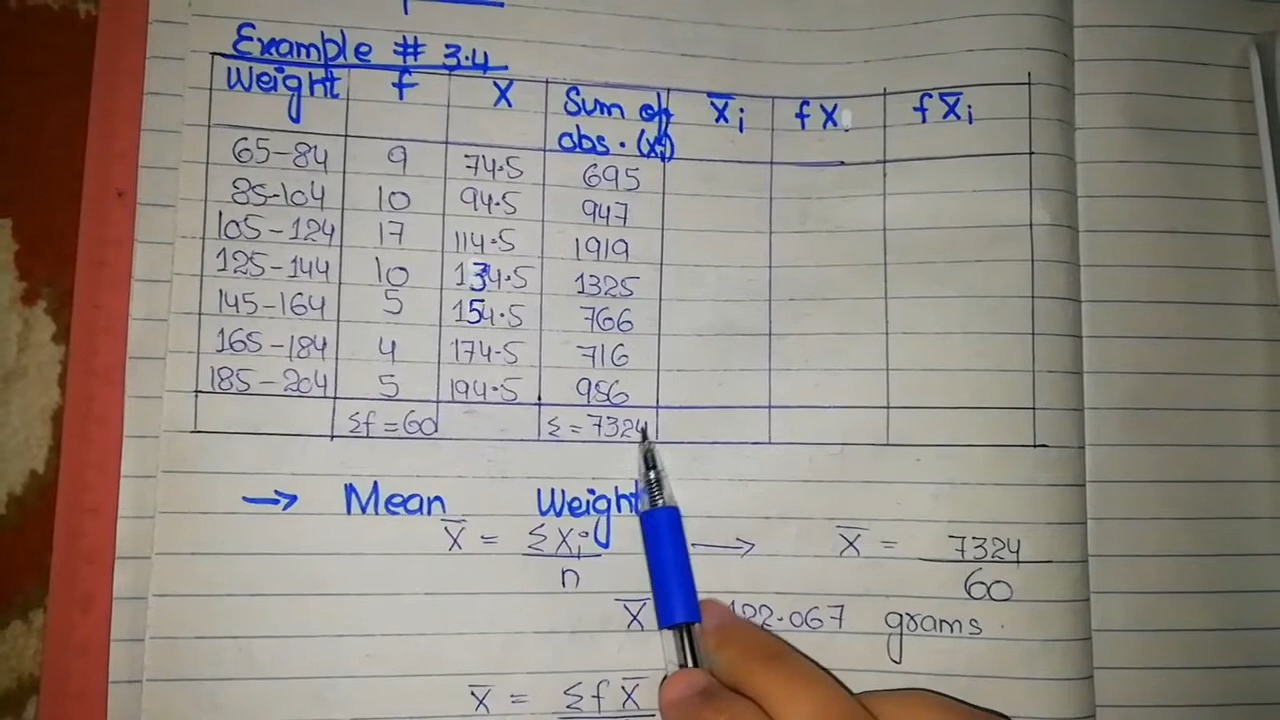 Example # 3.4
Weight f X Sum of obs. (xi) X̄i fX fX̄i
65-84 9 74.5 695
85-104 10 94.5 947
105-124 17 114.5 1919
125-144 10 134.5 1325
145-164 5 154.5 766
165-184 4 174.5 716
185-204 5 194.5 956
Σf = 60 Σ = 7324
→ Mean Weight
X̄ = ΣXi / n → X̄ = 7324 / 60
X̄ 122.067 grams.
X̄ = Σf X̄